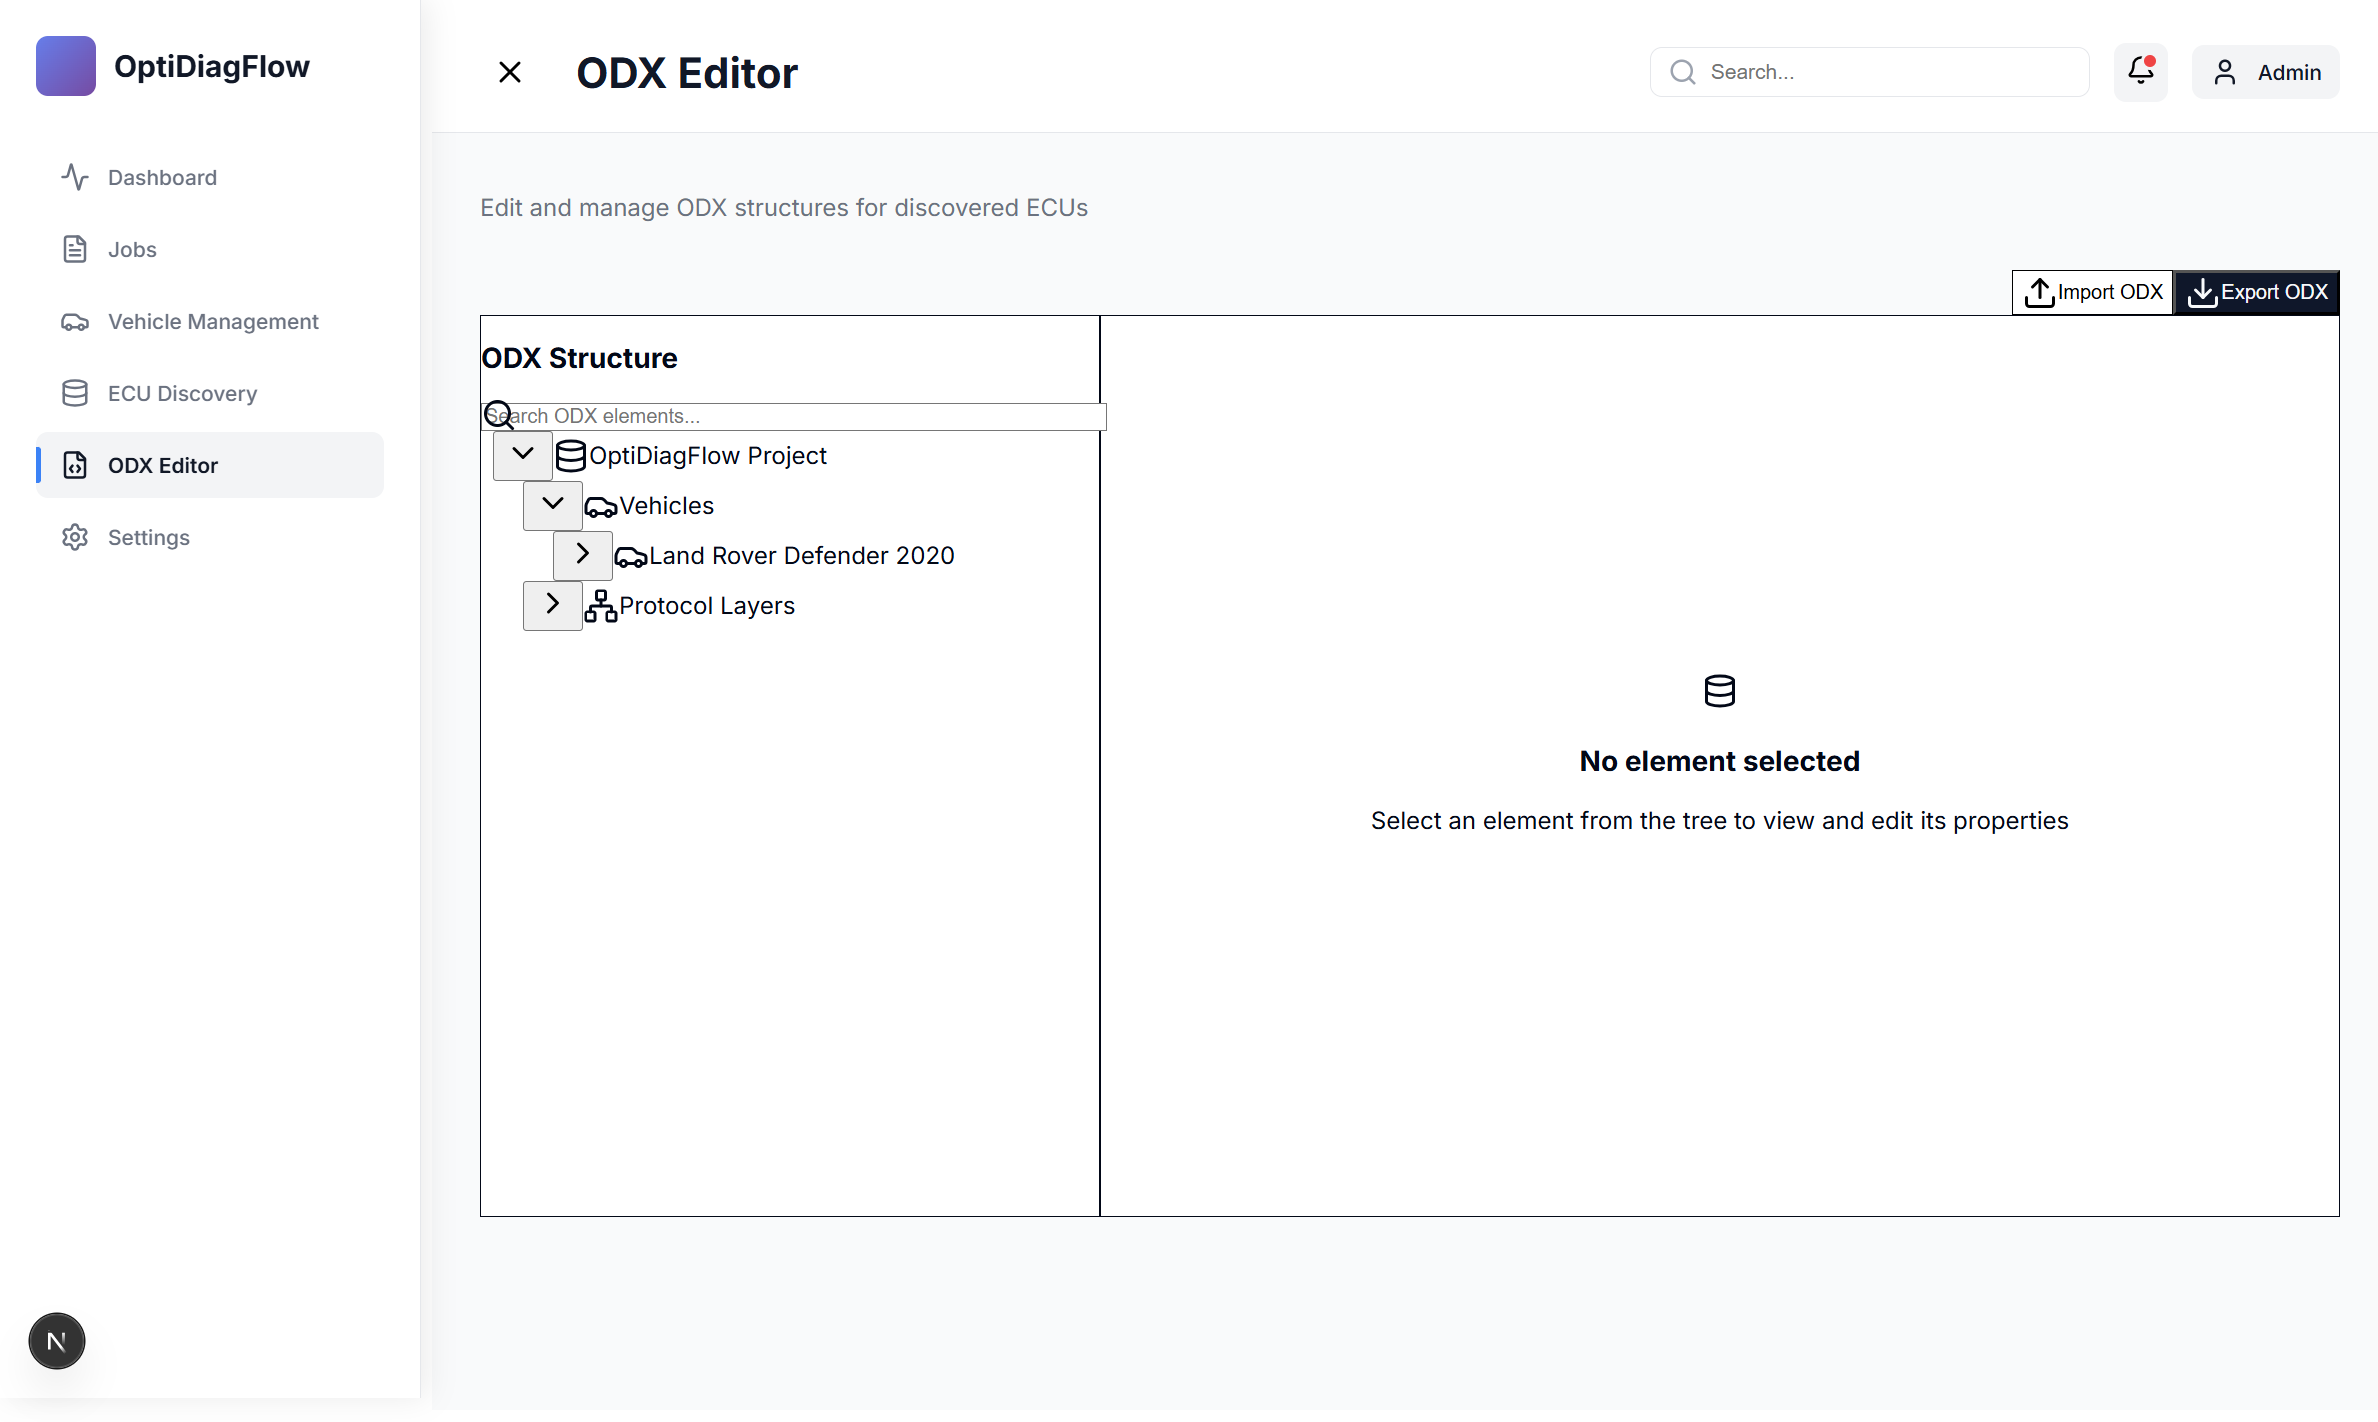 OptiDiagFlow
Dashboard
Jobs
Vehicle Management
ECU Discovery
ODX Editor
Settings
N
ODX Editor
Search...
Admin
Edit and manage ODX structures for discovered ECUs
Import ODX
Export ODX
ODX Structure
Search ODX elements...
OptiDiagFlow Project
Vehicles
Land Rover Defender 2020
Protocol Layers
No element selected
Select an element from the tree to view and edit its properties